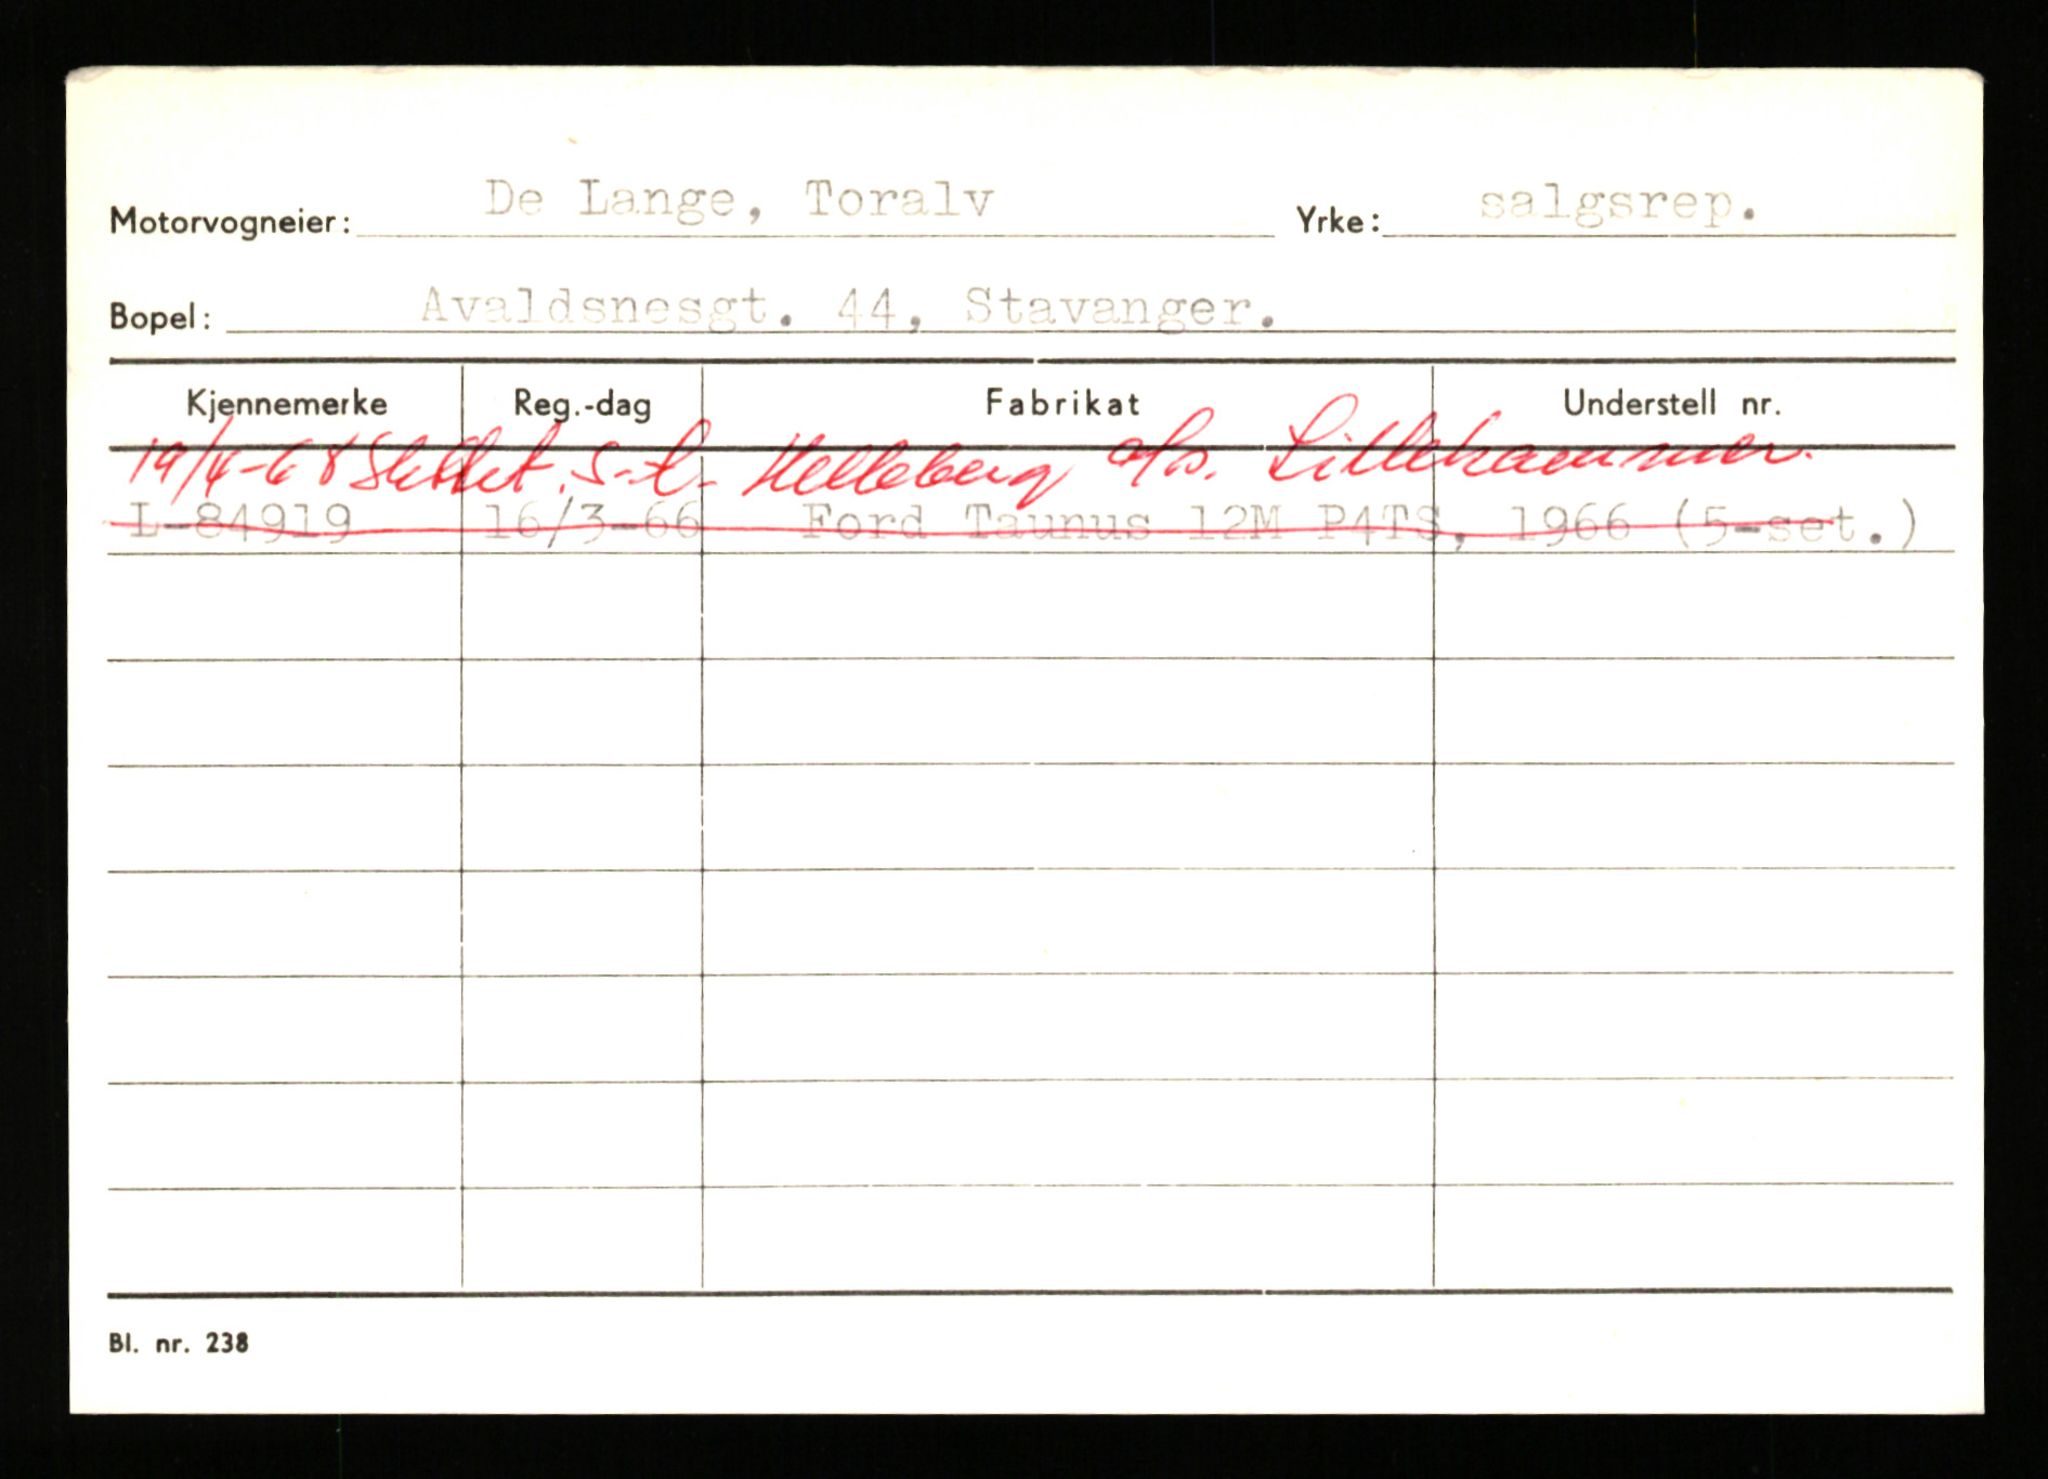 Motorvogneier: De Lange, Toralv Yrke: salgsrep.
Bopel: Avaldsnesgt. 44, Stavanger.
Kjennemerke Reg.-dag Fabrikat Understell nr.
19/4-68 Slettet. S-t. Helleberg a/s. Lillehammer.
L-84919 16/3-66 Ford Taunus 12M P4TS, 1966 (5-set.)
Bl. nr. 238